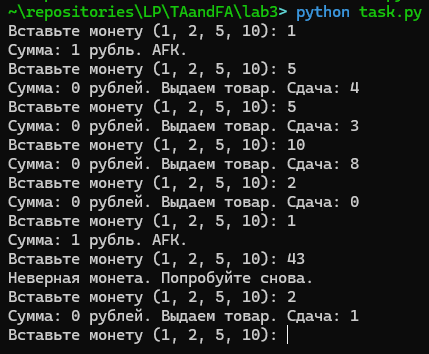 ~\repositories\LP\TAandFA\lab3> python task.py
Вставьте монету (1, 2, 5, 10): 1
Сумма: 1 рубль. AFK.
Вставьте монету (1, 2, 5, 10): 5
Сумма: 0 рублей. Выдаем товар. Сдача: 4
Вставьте монету (1, 2, 5, 10): 5
Сумма: 0 рублей. Выдаем товар. Сдача: 3
Вставьте монету (1, 2, 5, 10): 10
Сумма: 0 рублей. Выдаем товар. Сдача: 8
Вставьте монету (1, 2, 5, 10): 2
Сумма: 0 рублей. Выдаем товар. Сдача: 0
Вставьте монету (1, 2, 5, 10): 1
Сумма: 1 рубль. AFK.
Вставьте монету (1, 2, 5, 10): 43
Неверная монета. Попробуйте снова.
Вставьте монету (1, 2, 5, 10): 2
Сумма: 0 рублей. Выдаем товар. Сдача: 1
Вставьте монету (1, 2, 5, 10):